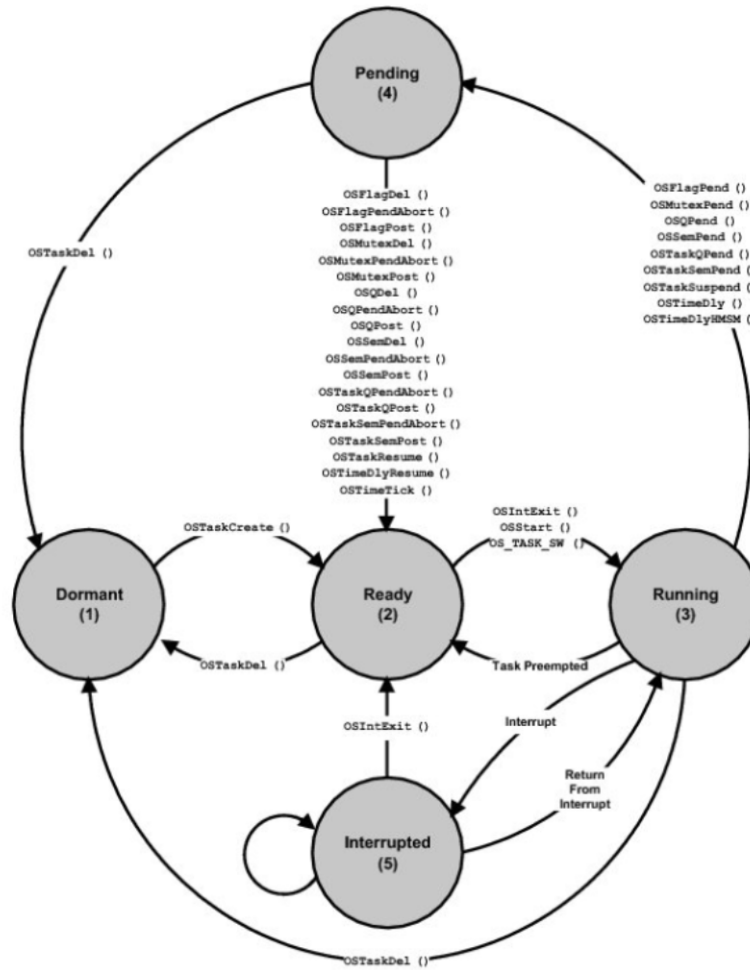 Pending
(4)
OSFlagDel ()
OSFlagPendAbort ()
OSFlagPost ()
OSMutexDel ()
OSMutexPendAbort ()
OSMutexPost ()
OSQDel ()
OSQPendAbort ()
OSQPost ()
OSSemDel ()
OSSemPendAbort ()
OSSemPost ()
OSTaskQPendAbort ()
OSTaskQPost ()
OSTaskSemPendAbort ()
OSTaskSemPost ()
OSTaskResume ()
OSTimeDlyResume ()
OSTimeTick ()
OSFlagPend ()
OSMutexPend ()
OSQPend ()
OSSemPend ()
OSTaskQPend ()
OSTaskSemPend ()
OSTaskSuspend (
OSTimeDly ()
OSTimeDlyHMSM (
OSTaskDel ()
OSTaskCreate ()
OSIntExit ()
OSStart ()
OS_TASK_SW ()
Dormant
(1)
Ready
(2)
Running
(3)
OSTaskDel ()
Task Preempted
OSIntExit ()
Interrupt
Return
From
Interrupt
Interrupted
(5)
OSTaskDel ()